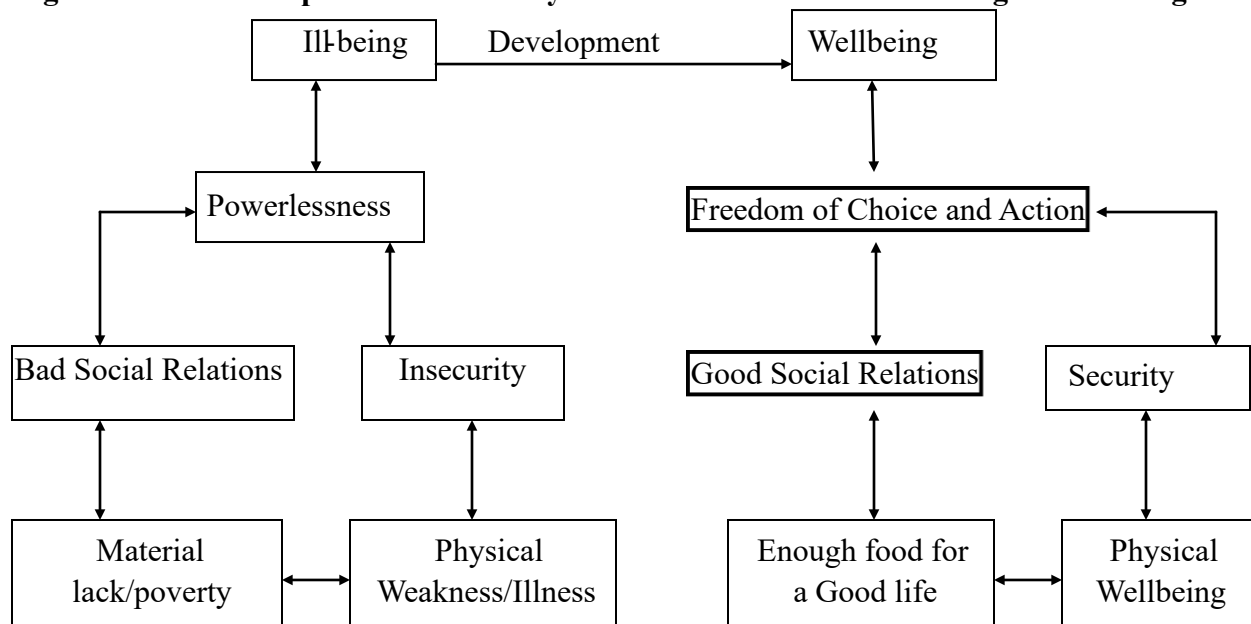 Ill-being
Development
Wellbeing
Powerlessness
Freedom of Choice and Action
Bad Social Relations
Insecurity
Good Social Relations
Security
Material
lack/poverty
Physical
Weakness/Illness
Enough food for
a Good life
Physical
Wellbeing